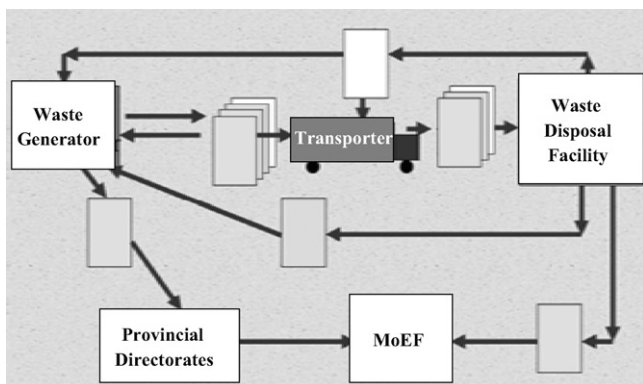 Waste
Generator
Transporter
Waste
Disposal
Facility
Provincial
Directorates
MoEF